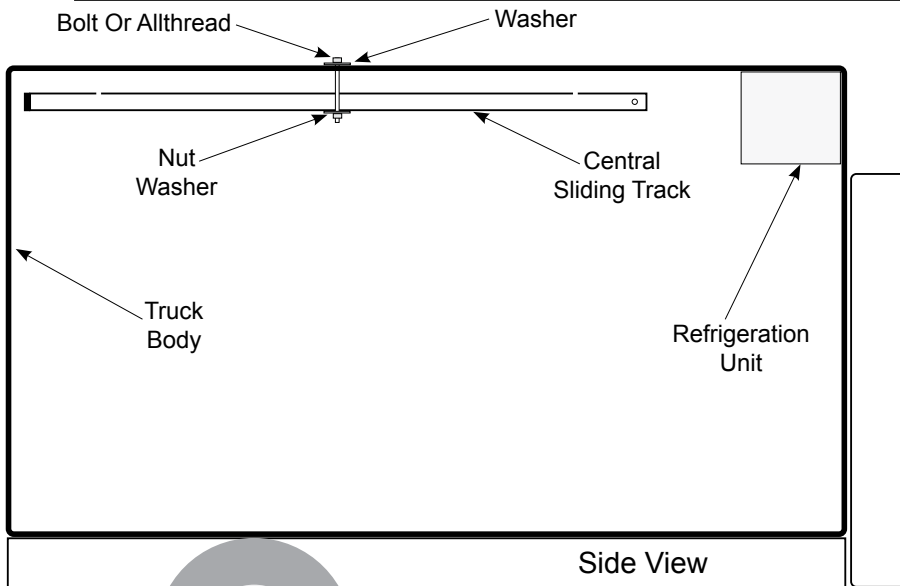 Bolt Or Allthread
Washer
Nut
Washer
Central
Sliding Track
Truck
Body
Refrigeration
Unit
Side View